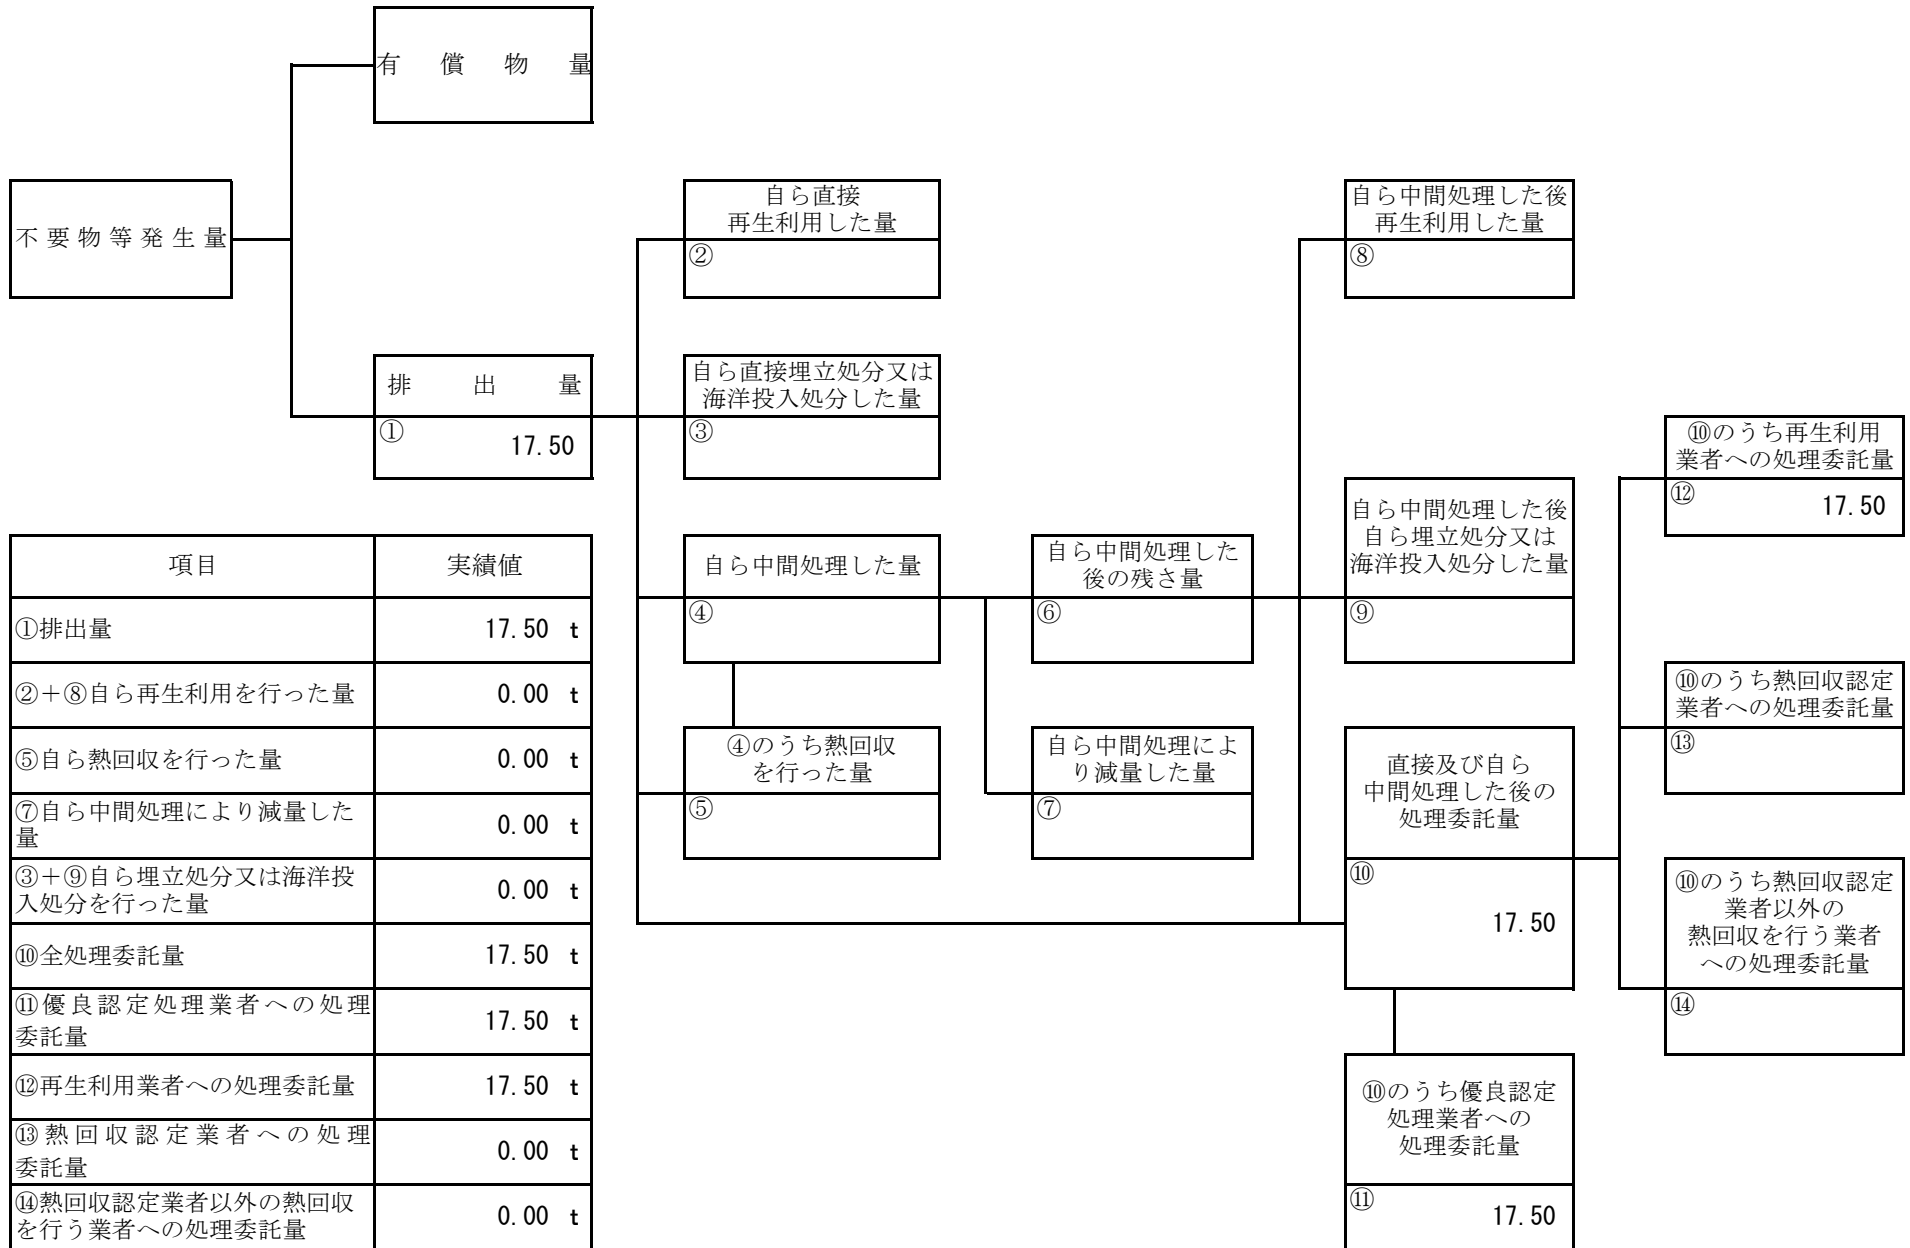 有償物量
不要物等発生量
自ら直接
再生利用した量
②
自ら中間処理した後
再生利用した量
⑧
排出量
①
17.50
自ら直接埋立処分又は
海洋投入処分した量
③
⑩のうち再生利用
業者への処理委託量
⑫
17.50
自ら中間処理した量
④
自ら中間処理した
後の残さ量
⑥
自ら中間処理した後
自ら埋立処分又は
海洋投入処分した量
⑨
④のうち熱回収
を行った量
⑤
自ら中間処理によ
り減量した量
⑦
直接及び自ら
中間処理した後の
処理委託量
⑩
17.50
⑩のうち熱回収認定
業者への処理委託量
⑬
⑩のうち熱回収認定
業者以外の
熱回収を行う業者
への処理委託量
⑭
⑩のうち優良認定
処理業者への
処理委託量
⑪
17.50
項目 実績値
①排出量 17.50 t
②＋⑧自ら再生利用を行った量 0.00 t
⑤自ら熱回収を行った量 0.00 t
⑦自ら中間処理により減量した
量 0.00 t
③＋⑨自ら埋立処分又は海洋投
入処分を行った量 0.00 t
⑩全処理委託量 17.50 t
⑪優良認定処理業者への処理
委託量 17.50 t
⑫再生利用業者への処理委託量 17.50 t
⑬熱回収認定業者への処理
委託量 0.00 t
⑭熱回収認定業者以外の熱回収
を行う業者への処理委託量 0.00 t